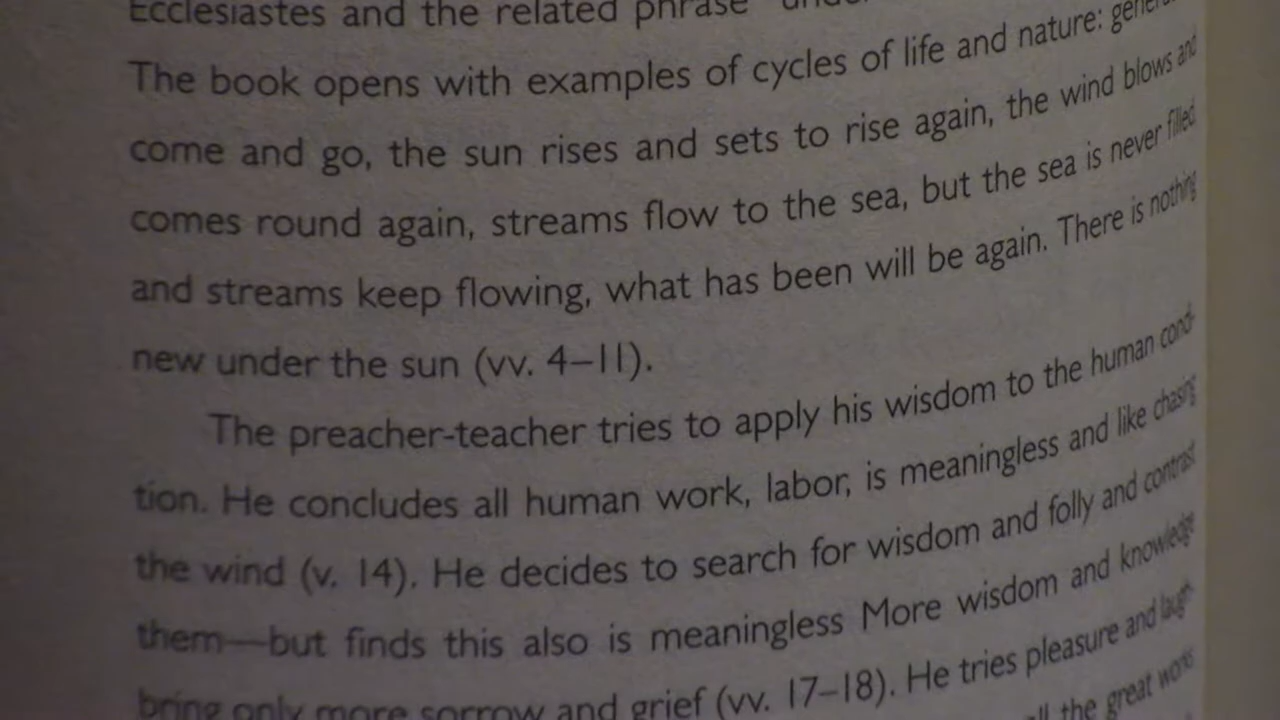 Ecclesiastes and the related phrase
The book opens with examples of cycles of life and nature:
come and go, the sun rises and sets to rise again, the wind blows and
comes round again, streams flow to the sea, but the sea is never filled,
and streams keep flowing, what has been will be again. There is nothing
new under the sun (vv. 4–11).
The preacher-teacher tries to apply his wisdom to the human condi-
tion. He concludes all human work, labor, is meaningless and like chasing
the wind (v. 14). He decides to search for wisdom and folly and contrast
them—but finds this also is meaningless More wisdom and knowledge
bring only more sorrow and grief (vv. 17–18). He tries pleasure and laugh-
the great works